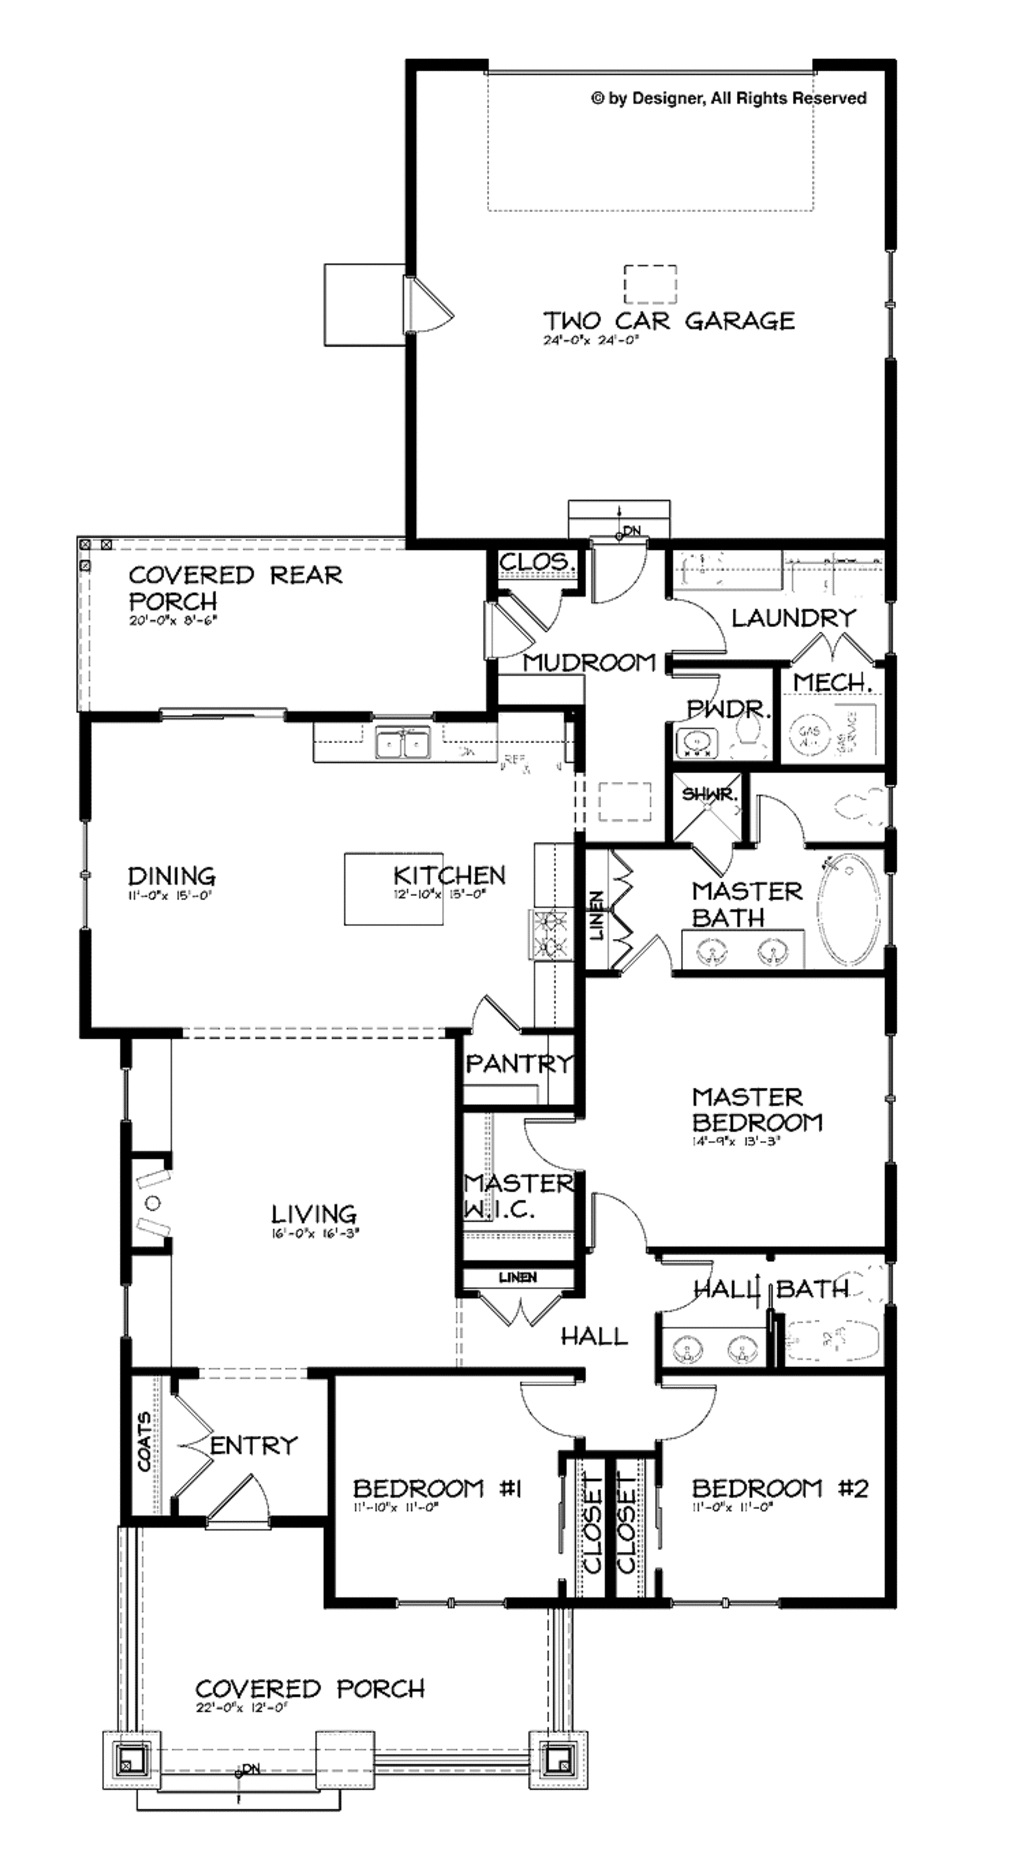 © by Designer, All Rights Reserved
TWO CAR GARAGE
24'-0"x 24'-0"
DN
CLOS.
COVERED REAR
PORCH
20'-0"x 8'-6"
LAUNDRY
MUDROOM
MECH.
PWDR.
GAS
GAS
SERVICE
REF.
SHWR.
DINING
11'-0"x 15'-0"
KITCHEN
12'-10"x 15'-0"
LINEN
MASTER
BATH
PANTRY
MASTER
BEDROOM
14'-9"x 13'-3"
MASTER
W.I.C.
LIVING
16'-0"x 16'-3"
LINEN
HALL BATH
HALL
COATS
ENTRY
BEDROOM #1
11'-10"x 11'-0"
CLOSET
CLOSET
BEDROOM #2
11'-0"x 11'-0"
COVERED PORCH
22'-0"x 12'-0"
DN